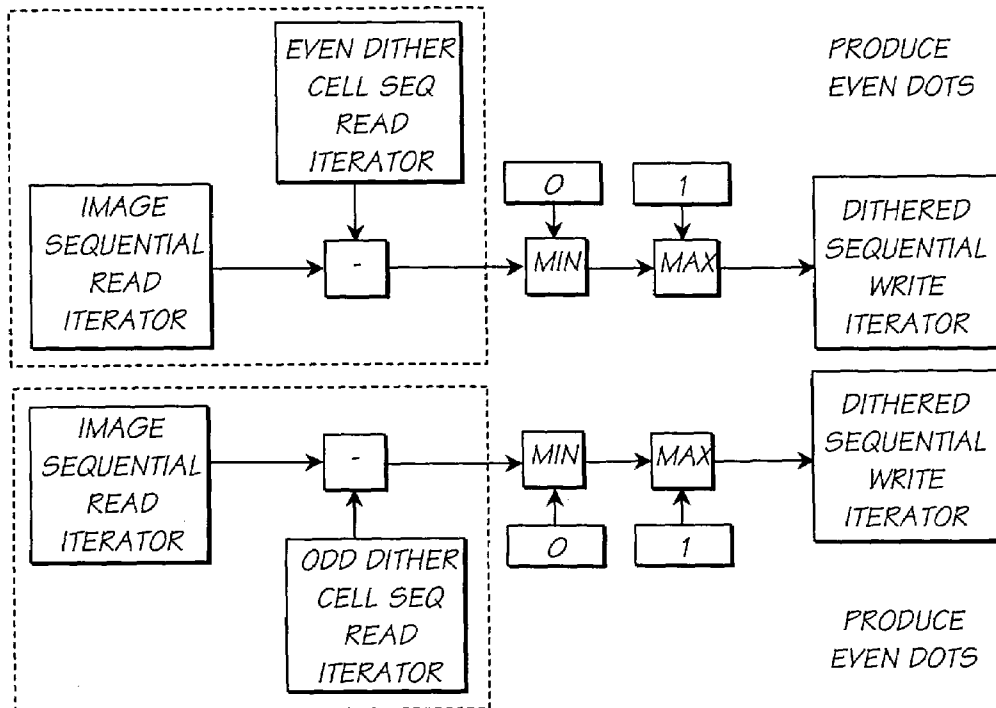 EVEN DITHER
CELL SEQ
READ
ITERATOR
PRODUCE
EVEN DOTS
IMAGE
SEQUENTIAL
READ
ITERATOR
-
0
MIN
1
MAX
DITHERED
SEQUENTIAL
WRITE
ITERATOR
IMAGE
SEQUENTIAL
READ
ITERATOR
-
MIN
0
MAX
1
DITHERED
SEQUENTIAL
WRITE
ITERATOR
ODD DITHER
CELL SEQ
READ
ITERATOR
PRODUCE
EVEN DOTS